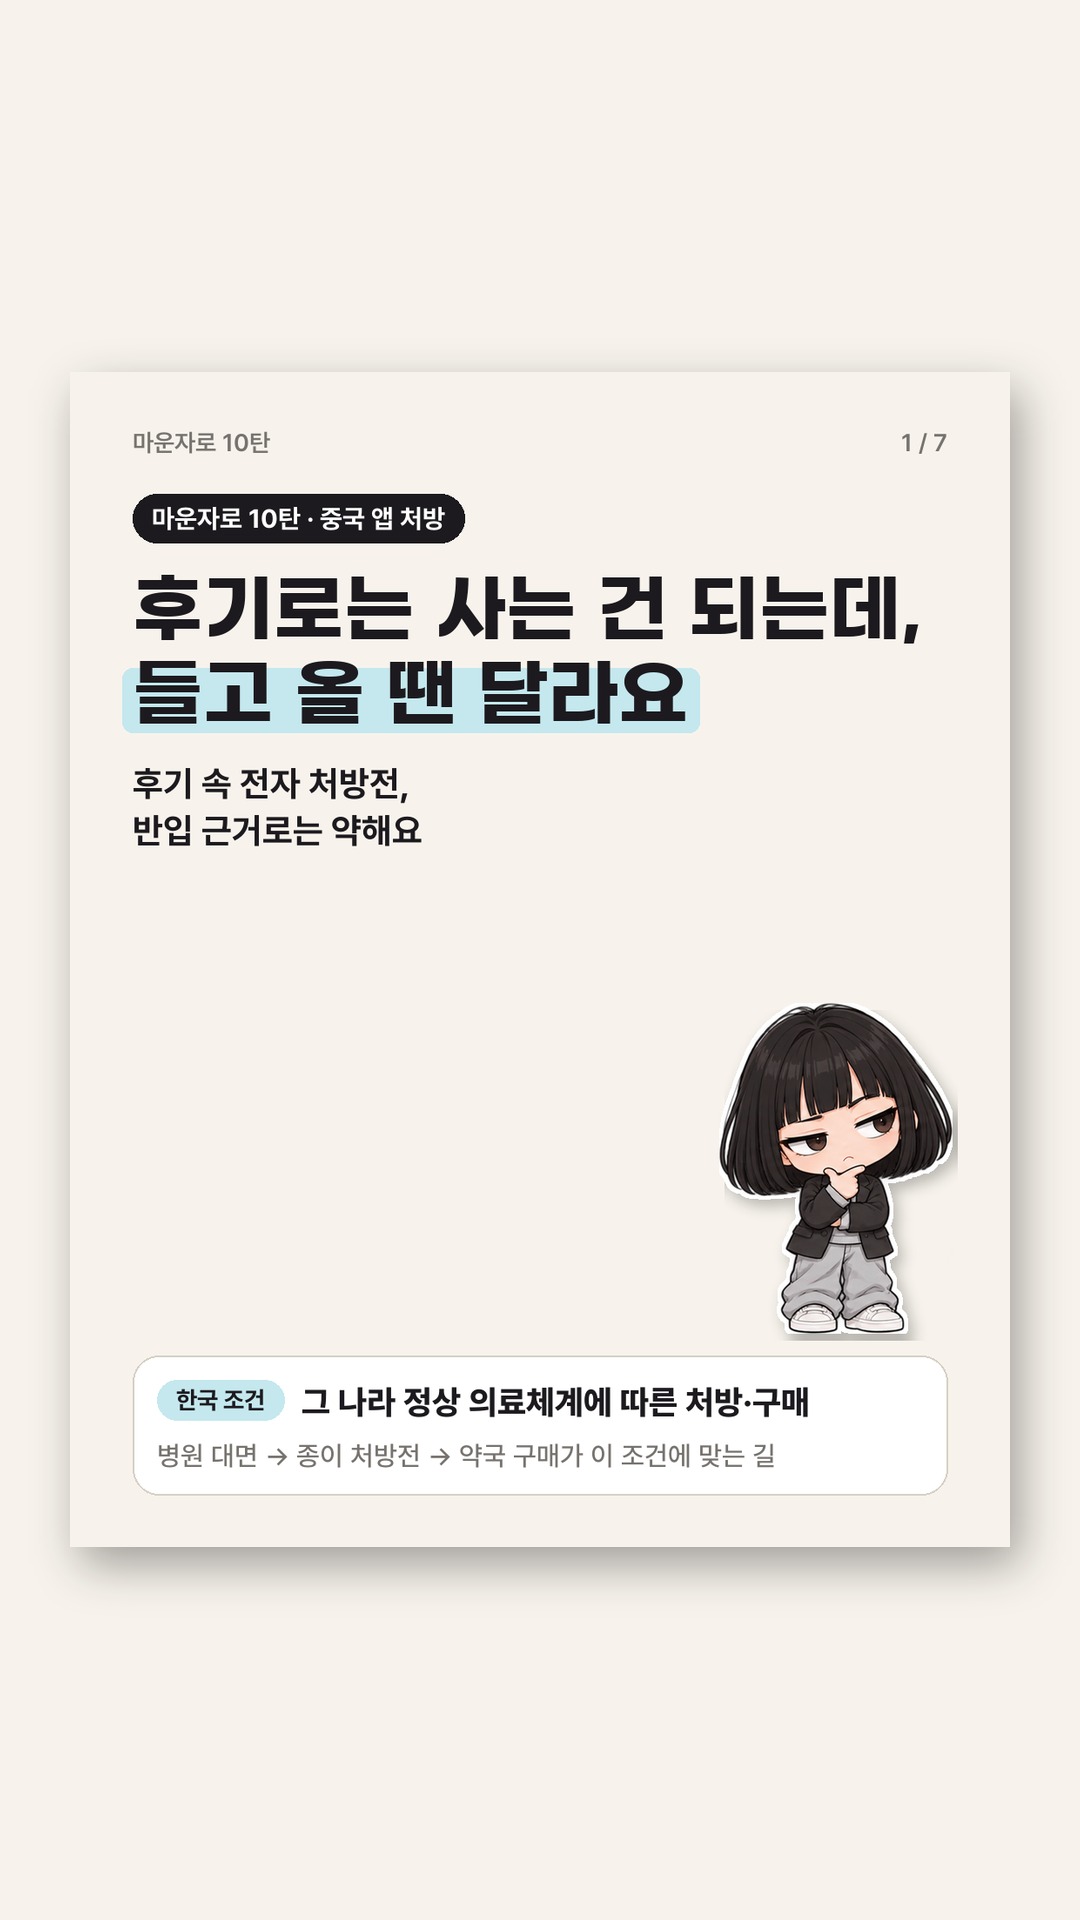 마운자로 10탄
1 / 7
마운자로 10탄 · 중국 앱 처방
후기로는 사는 건 되는데,
들고 올 땐 달라요
후기 속 전자 처방전,
반입 근거로는 약해요
한국 조건 그 나라 정상 의료체계에 따른 처방·구매
병원 대면 → 종이 처방전 → 약국 구매가 이 조건에 맞는 길